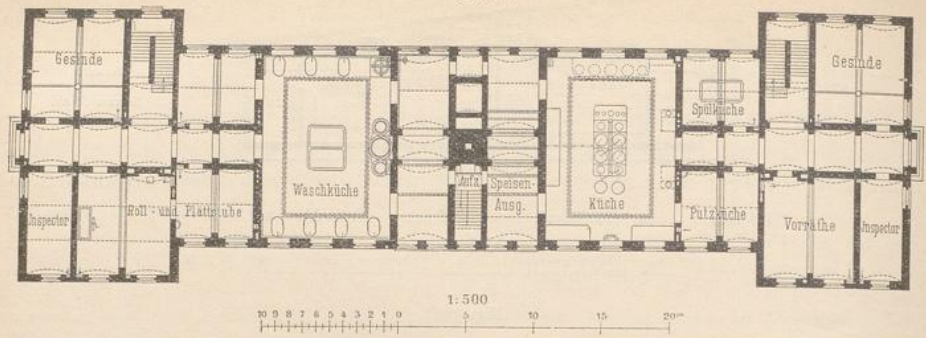 Gesinde
Gesinde
Spülküche
Waschküche
Aufz.
Speisen-
Ausg.
Küche
Inspector
Roll- und Plättstube
Putzküche
Vorräthe
Inspector
1:500
10 9 8 7 6 5 4 3 2 1 0 5 10 15 20m